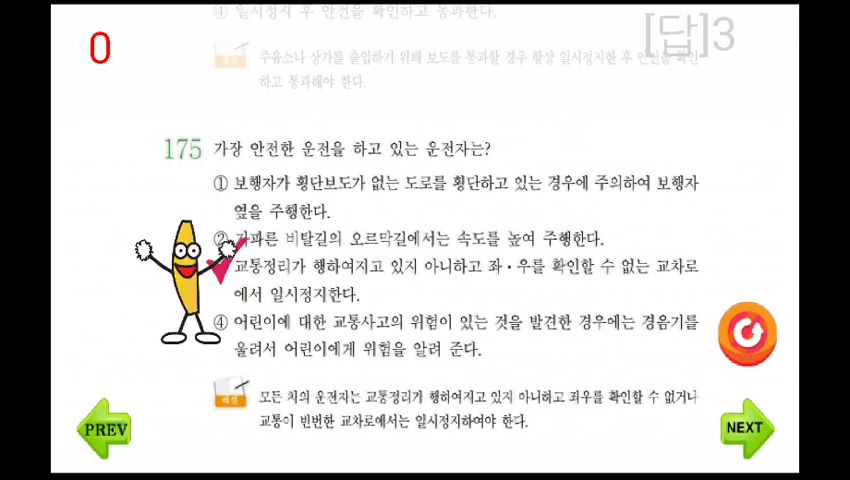 ④ 일시정지 후 안전을 확인하고 통과한다.
[답]3
0
해설 주유소나 상가를 출입하기 위해 보도를 통과할 경우 항상 일시정지한 후 안전을 확인
하고 통과해야 한다.
175 가장 안전한 운전을 하고 있는 운전자는?
① 보행자가 횡단보도가 없는 도로를 횡단하고 있는 경우에 주의하여 보행자
옆을 주행한다.
② 가파른 비탈길의 오르막길에서는 속도를 높여 주행한다.
교통정리가 행하여지고 있지 아니하고 좌·우를 확인할 수 없는 교차로
에서 일시정지한다.
④ 어린이에 대한 교통사고의 위험이 있는 것을 발견한 경우에는 경음기를
울려서 어린이에게 위험을 알려 준다.
해설 모든 차의 운전자는 교통정리가 행하여지고 있지 아니하고 좌우를 확인할 수 없거나
교통이 빈번한 교차로에서는 일시정지하여야 한다.
PREV
NEXT